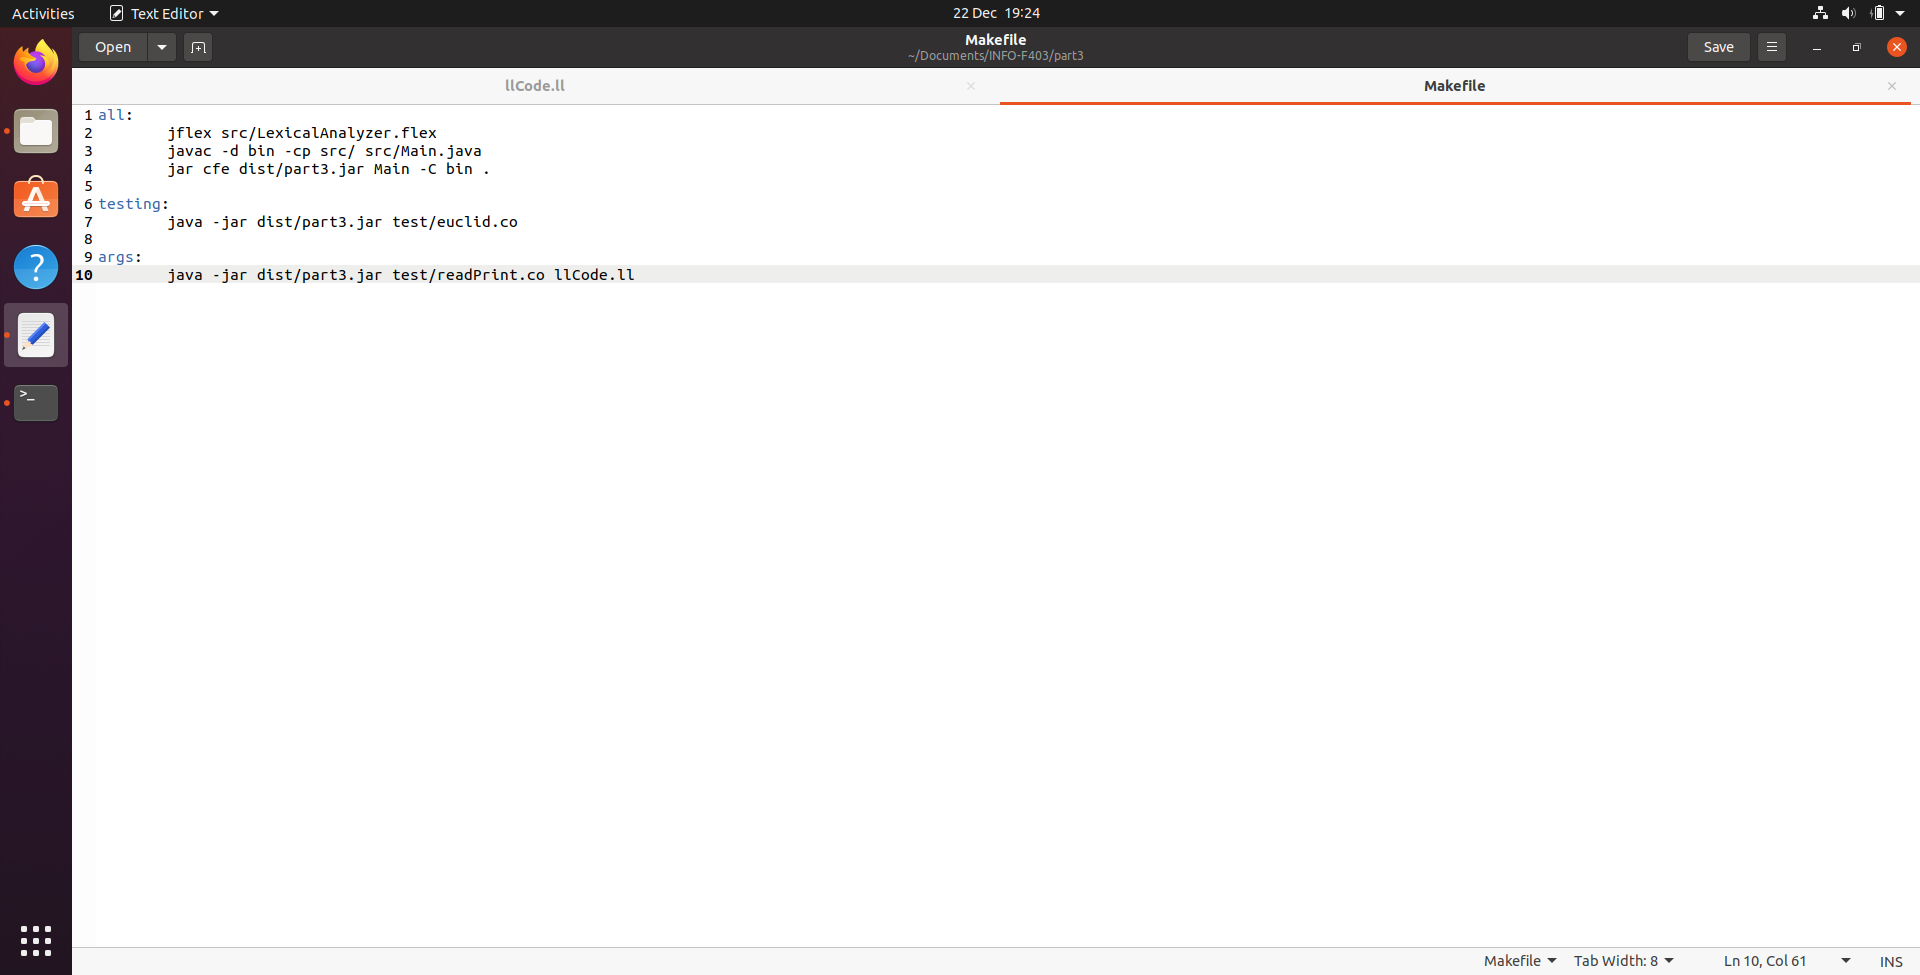 Activities Text Editor 22 Dec 19:24
Open Makefile Save
~/Documents/INFO-F403/part3
llCode.ll Makefile
1 all:
2 jflex src/LexicalAnalyzer.flex
3 javac -d bin -cp src/ src/Main.java
4 jar cfe dist/part3.jar Main -C bin .
5
6 testing:
7 java -jar dist/part3.jar test/euclid.co
8
9 args:
10 java -jar dist/part3.jar test/readPrint.co llCode.ll
Makefile Tab Width: 8 Ln 10, Col 61 INS